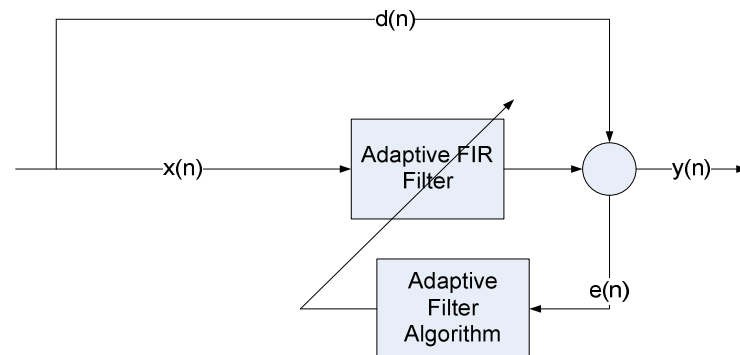 d(n)
x(n)
Adaptive FIR
Filter
y(n)
e(n)
Adaptive
Filter
Algorithm